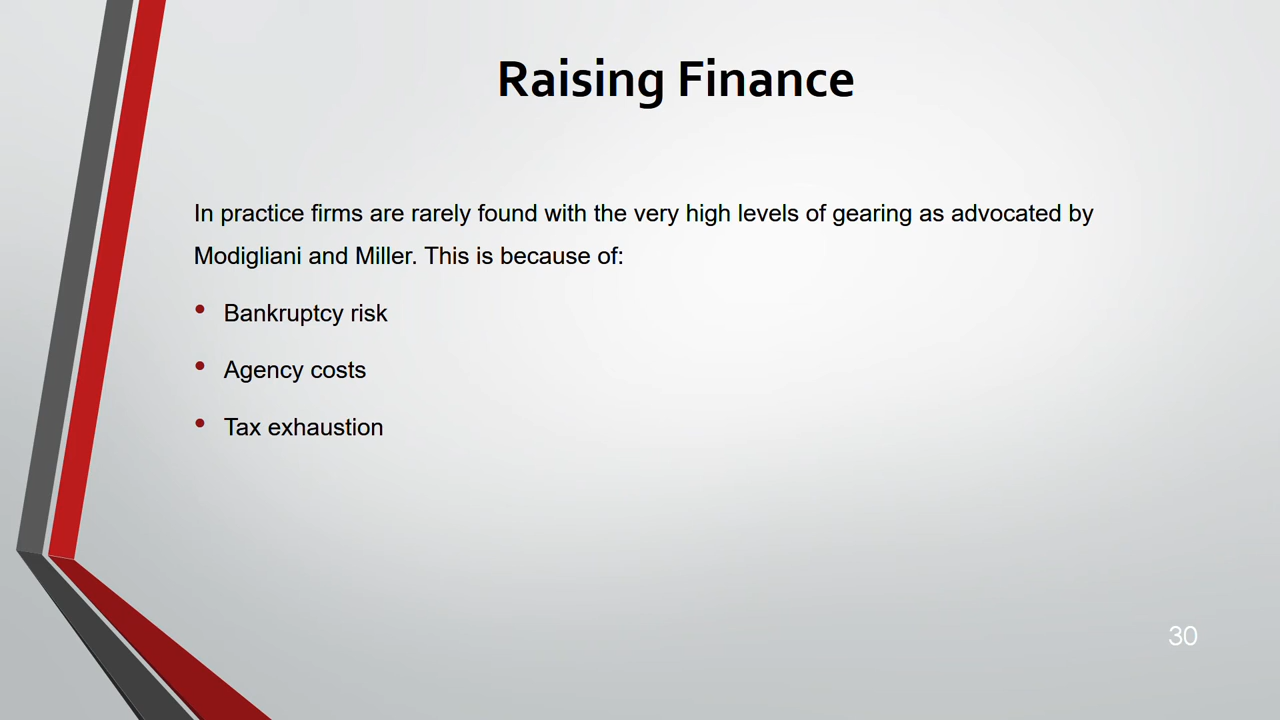 Raising Finance
In practice firms are rarely found with the very high levels of gearing as advocated by
Modigliani and Miller. This is because of:
• Bankruptcy risk
• Agency costs
• Tax exhaustion
30